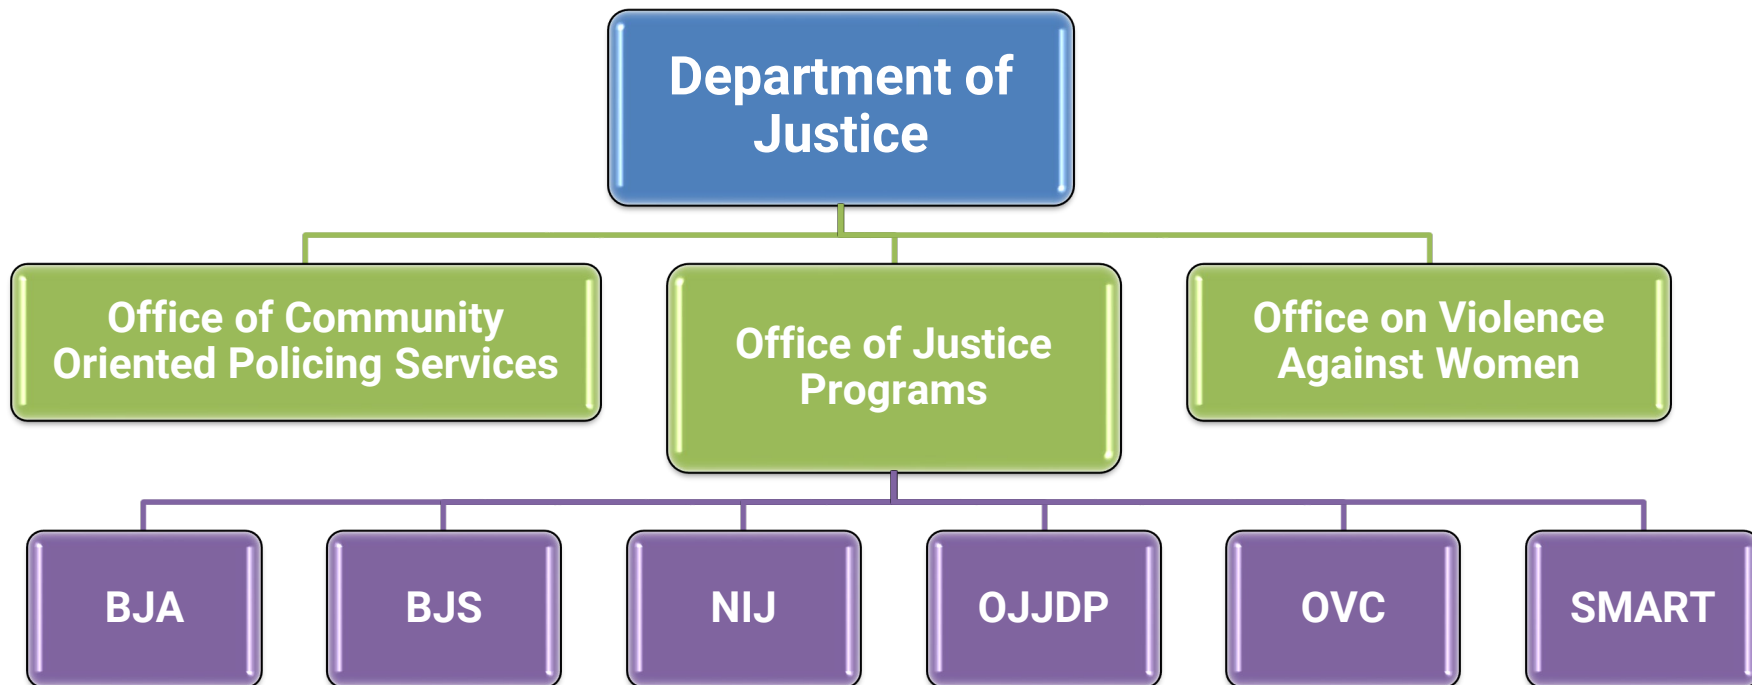 Department of
Justice
Office of Community
Oriented Policing Services
Office of Justice
Programs
Office on Violence
Against Women
BJA
BJS
NIJ
OJJDP
OVC
SMART